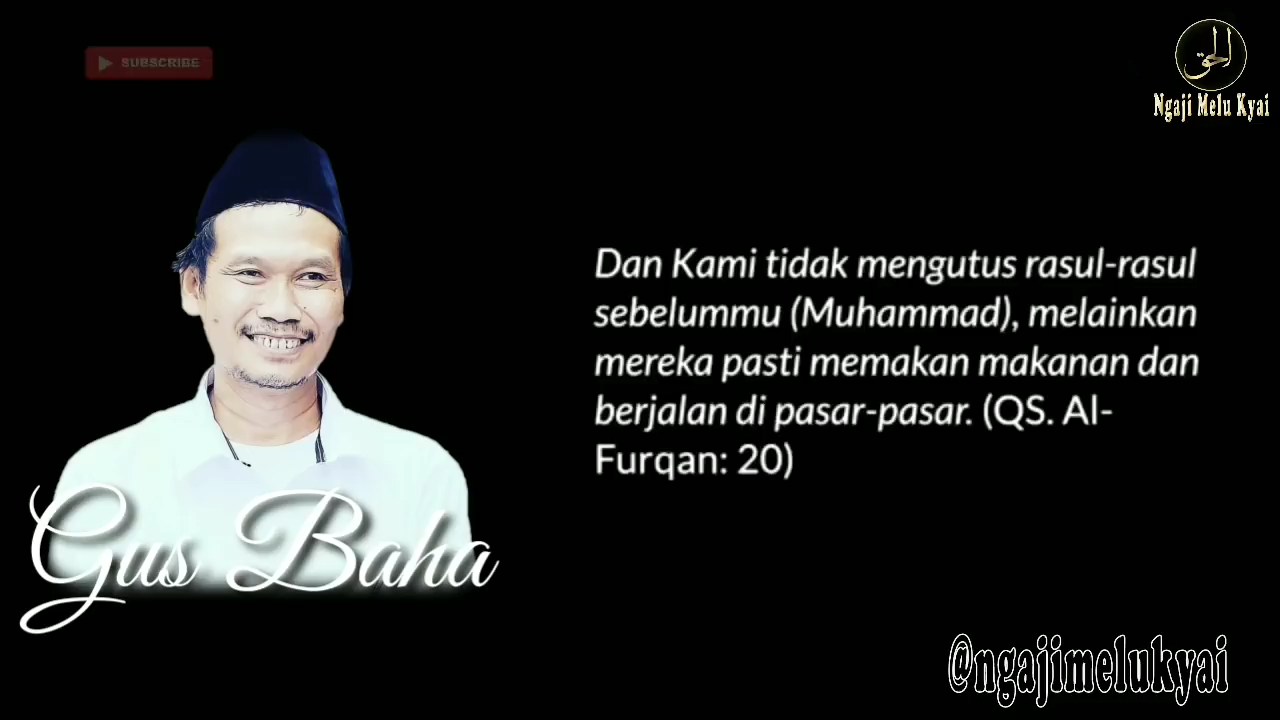 SUBSCRIBE
الحق
Ngaji Melu Kyai
Dan Kami tidak mengutus rasul-rasul
sebelummu (Muhammad), melainkan
mereka pasti memakan makanan dan
berjalan di pasar-pasar. (QS. Al-
Furqan: 20)
Gus Baha
@ngajimelukyai